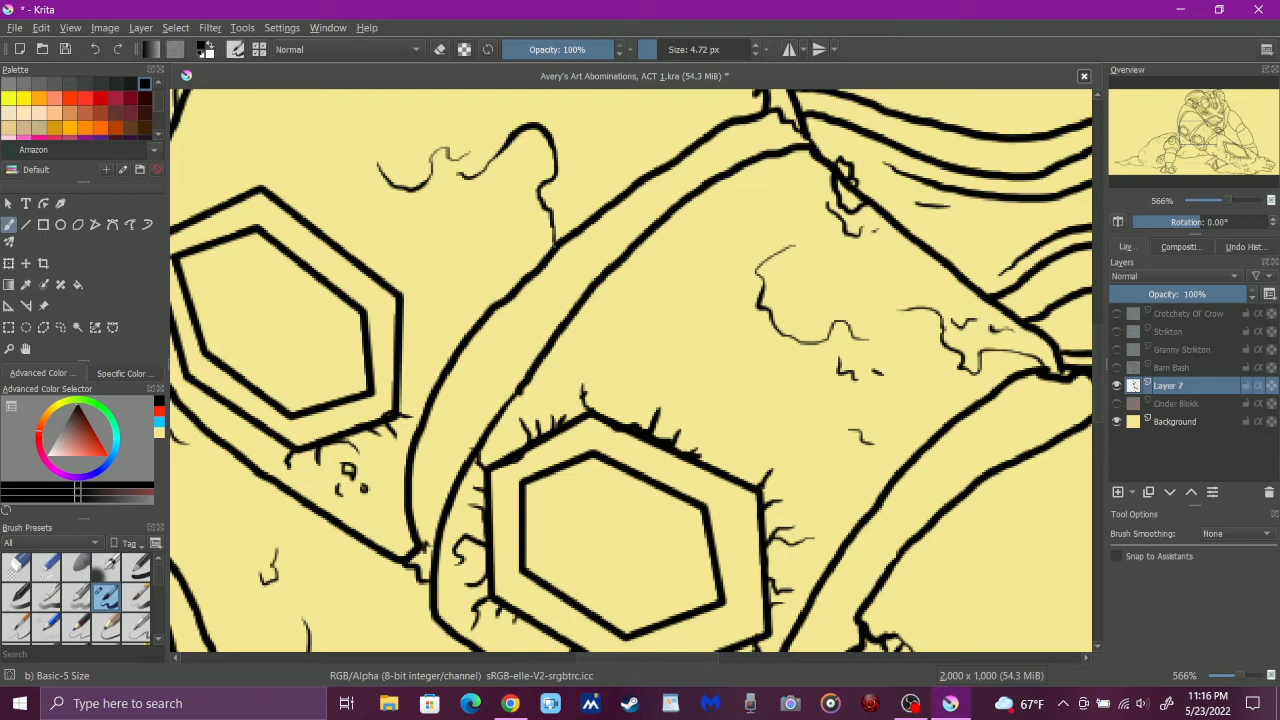 * - Krita
File Edit View Image Layer Select Filter Tools Settings Window Help
Normal Opacity: 100% Size: 4.72 px
Palette
Avery's Art Abominations, ACT 1.kra (54.3 MiB) *
Overview
Amazon
Default
566%
Rotation: 0.00°
Lay... Compositi... Undo Hist...
Layers
Normal
Opacity: 100%
Crotchety Ol' Crow
Strikton
Granny Strikton
Barn Bash
Layer 7
Cinder Blokk
Background
Advanced Color ... Specific Color ...
Advanced Color Selector
Tool Options
Brush Smoothing: None
Snap to Assistants
Brush Presets
All Tag
Search
b) Basic-5 Size RGB/Alpha (8-bit integer/channel) sRGB-elle-V2-srgbtrc.icc 2,000 x 1,000 (54.3 MiB) 566%
Type here to search 67°F 11:16 PM
5/23/2022